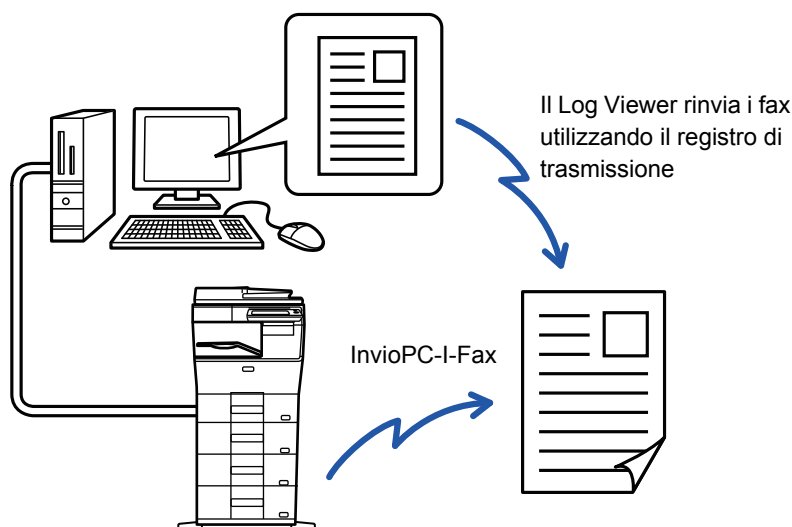 Il Log Viewer rinvia i fax
utilizzando il registro di
trasmissione
InvioPC-I-Fax